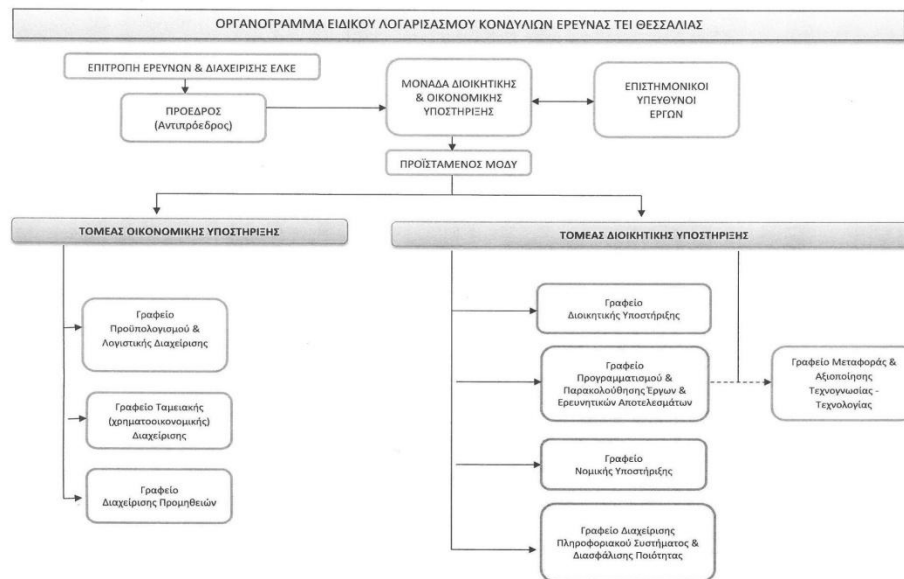 ΟΡΓΑΝΟΓΡΑΜΜΑ ΕΙΔΙΚΟΥ ΛΟΓΑΡΙΣΑΣΜΟΥ ΚΟΝΔΥΛΙΩΝ ΕΡΕΥΝΑΣ ΤΕΙ ΘΕΣΣΑΛΙΑΣ
ΕΠΙΤΡΟΠΗ ΕΡΕΥΝΩΝ & ΔΙΑΧΕΙΡΙΣΗΣ ΕΛΚΕ
ΠΡΟΕΔΡΟΣ
(Αντιπρόεδρος)
ΜΟΝΑΔΑ ΔΙΟΙΚΗΤΙΚΗΣ
& ΟΙΚΟΝΟΜΙΚΗΣ
ΥΠΟΣΤΗΡΙΞΗΣ
ΕΠΙΣΤΗΜΟΝΙΚΟΙ
ΥΠΕΥΘΥΝΟΙ
ΕΡΓΩΝ
ΠΡΟΪΣΤΑΜΕΝΟΣ ΜΟΔΥ
ΤΟΜΕΑΣ ΟΙΚΟΝΟΜΙΚΗΣ ΥΠΟΣΤΗΡΙΞΗΣ
Γραφείο
Προϋπολογισμού &
Λογιστικής Διαχείρισης
Γραφείο Ταμειακής
(χρηματοοικονομικής)
Διαχείρισης
Γραφείο
Διαχείρισης Προμηθειών
ΤΟΜΕΑΣ ΔΙΟΙΚΗΤΙΚΗΣ ΥΠΟΣΤΗΡΙΞΗΣ
Γραφείο
Διοικητικής Υποστήριξης
Γραφείο
Προγραμματισμού &
Παρακολούθησης Έργων &
Ερευνητικών Αποτελεσμάτων
Γραφείο Μεταφοράς &
Αξιοποίησης
Τεχνογνωσίας -
Τεχνολογίας
Γραφείο
Νομικής Υποστήριξης
Γραφείο Διαχείρισης
Πληροφοριακού Συστήματος &
Διασφάλισης Ποιότητας